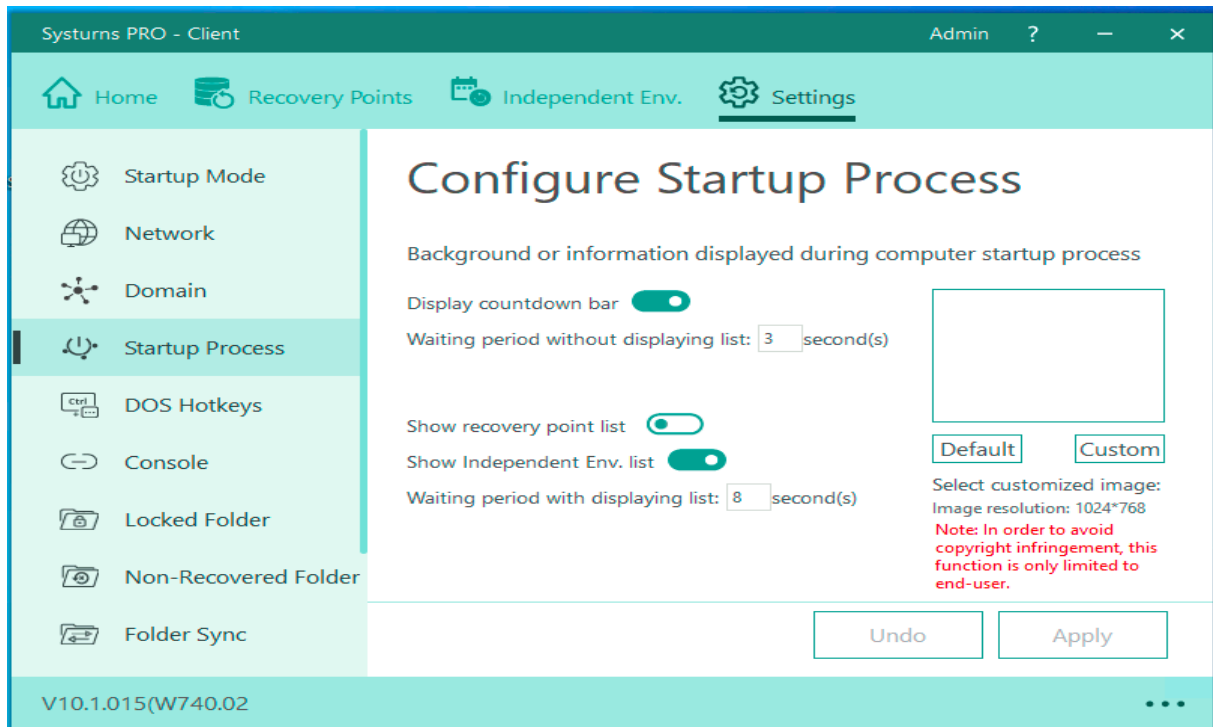 Systurns PRO - Client
Admin ?
Home Recovery Points Independent Env. Settings
Startup Mode
Network
Domain
Startup Process
DOS Hotkeys
Ctrl
Console
Locked Folder
Non-Recovered Folder
Folder Sync
Configure Startup Process
Background or information displayed during computer startup process
Display countdown bar
Waiting period without displaying list: 3 second(s)
Show recovery point list
Show Independent Env. list
Waiting period with displaying list: 8 second(s)
Default Custom
Select customized image:
Image resolution: 1024*768
Note: In order to avoid
copyright infringement, this
function is only limited to
end-user.
Undo Apply
V10.1.015(W740.02